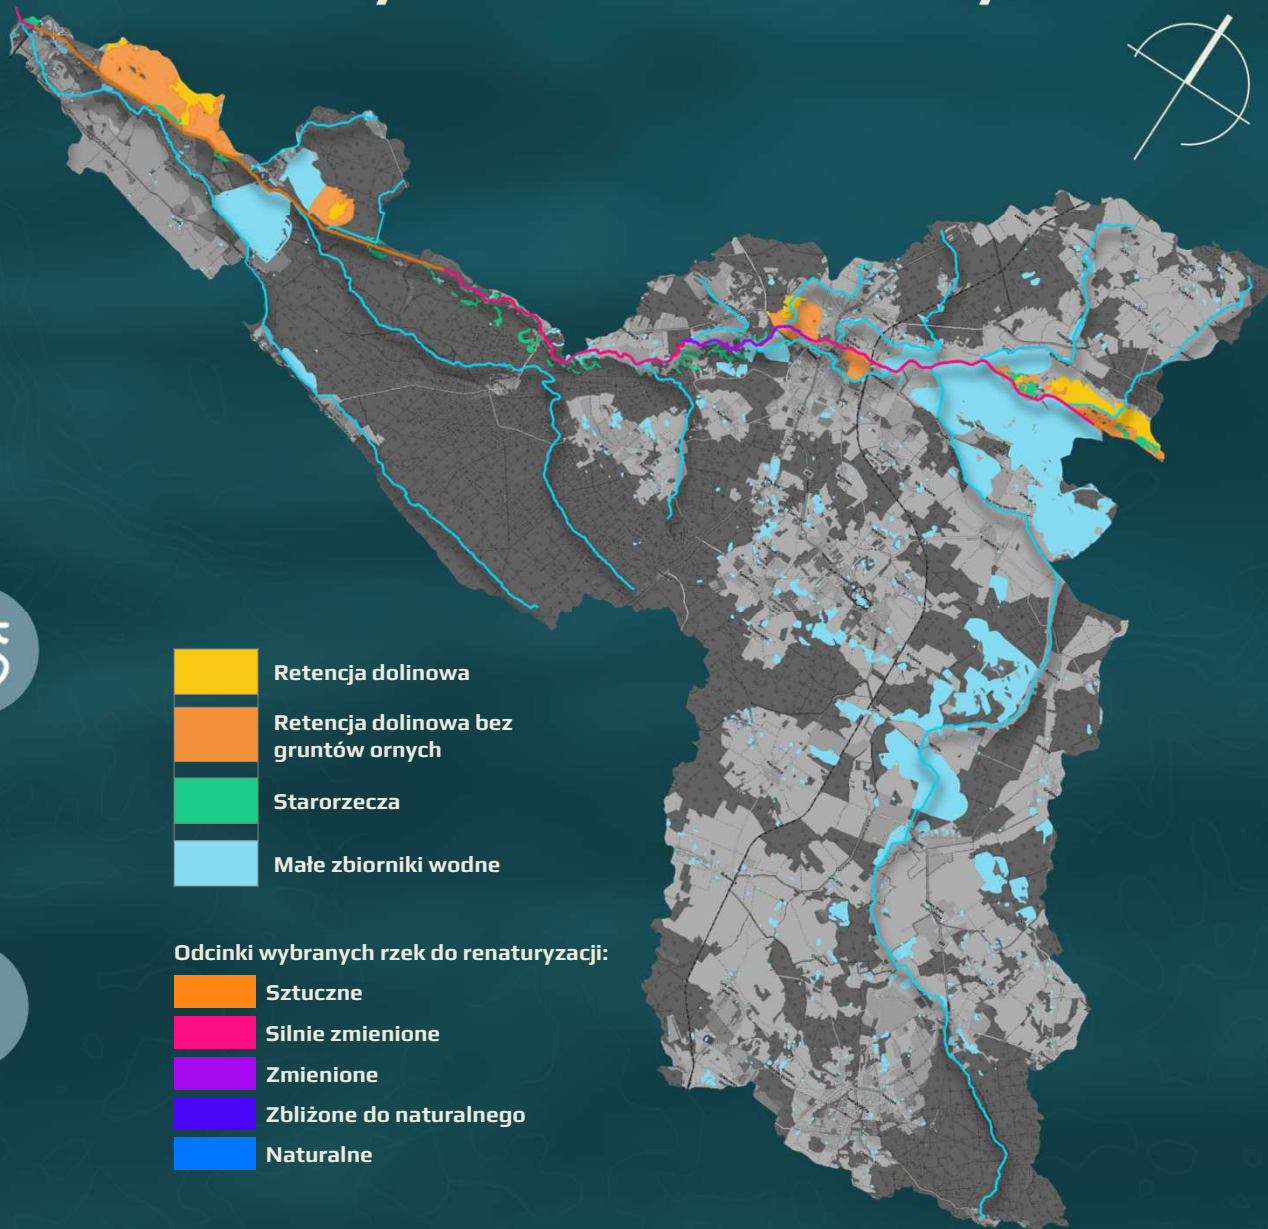 Retencja dolinowa
Retencja dolinowa bez
gruntów ornych
Starorzecza
Małe zbiorniki wodne
Odcinki wybranych rzek do renaturyzacji:
Sztuczne
Silnie zmienione
Zmienione
Zbliżone do naturalnego
Naturalne